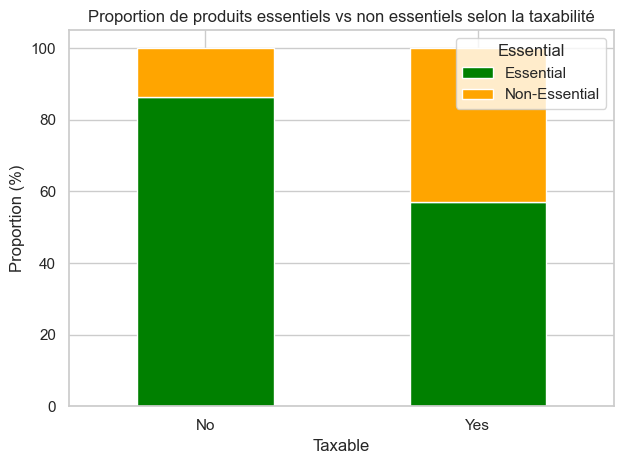 Proportion de produits essentiels vs non essentiels selon la taxabilité
Essential
Essential
Non-Essential
Proportion (%)
100
80
60
40
20
0
No
Yes
Taxable